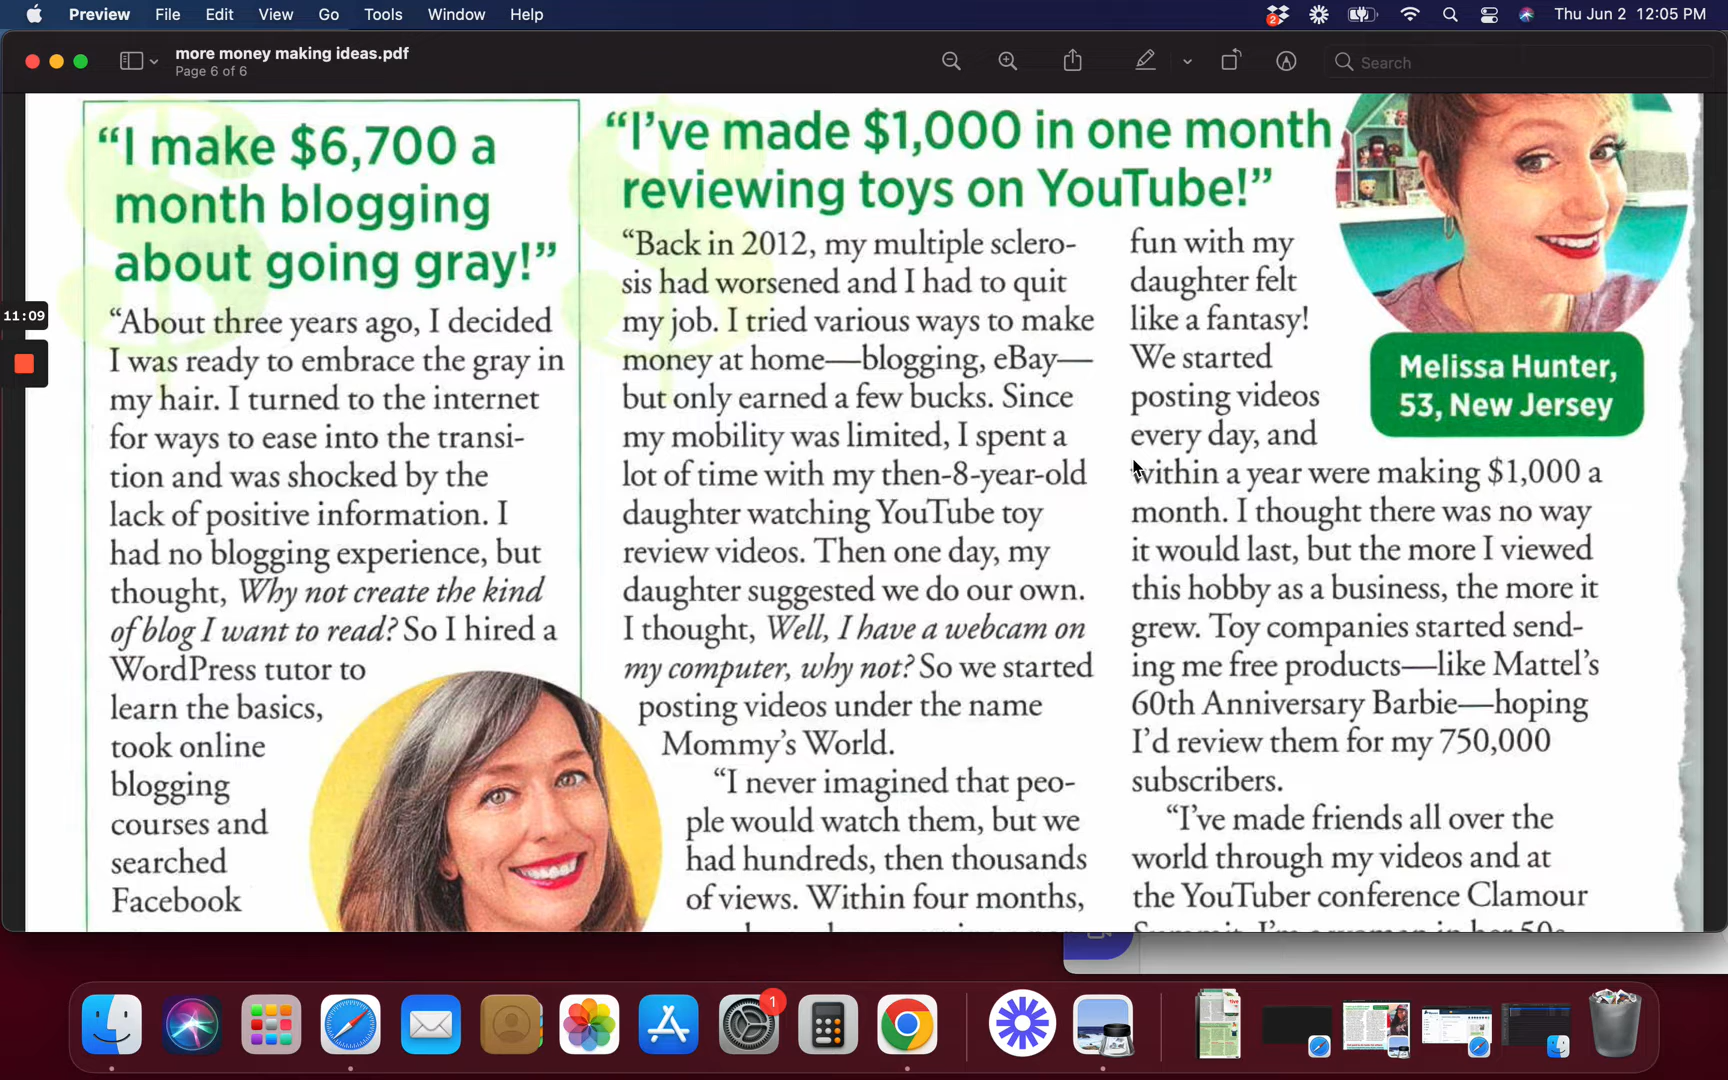 Preview File Edit View Go Tools Window Help
2
Thu Jun 2 12:05 PM
more money making ideas.pdf
Page 6 of 6
Search
11:09
“I make $6,700 a
month blogging
about going gray!”
“About three years ago, I decided
I was ready to embrace the gray in
my hair. I turned to the internet
for ways to ease into the transi-
tion and was shocked by the
lack of positive information. I
had no blogging experience, but
thought, Why not create the kind
of blog I want to read? So I hired a
WordPress tutor to
learn the basics,
took online
blogging
courses and
searched
Facebook
“I’ve made $1,000 in one month
reviewing toys on YouTube!”
“Back in 2012, my multiple sclero-
sis had worsened and I had to quit
my job. I tried various ways to make
money at home—blogging, eBay—
but only earned a few bucks. Since
my mobility was limited, I spent a
lot of time with my then-8-year-old
daughter watching YouTube toy
review videos. Then one day, my
daughter suggested we do our own.
I thought, Well, I have a webcam on
my computer, why not? So we started
posting videos under the name
Mommy’s World.
“I never imagined that peo-
ple would watch them, but we
had hundreds, then thousands
of views. Within four months,
fun with my
daughter felt
like a fantasy!
We started
posting videos
every day, and
within a year were making $1,000 a
month. I thought there was no way
it would last, but the more I viewed
this hobby as a business, the more it
grew. Toy companies started send-
ing me free products—like Mattel’s
60th Anniversary Barbie—hoping
I’d review them for my 750,000
subscribers.
“I’ve made friends all over the
world through my videos and at
the YouTuber conference Clamour
Summit. I’m a woman in her 50s
Melissa Hunter,
53, New Jersey
1